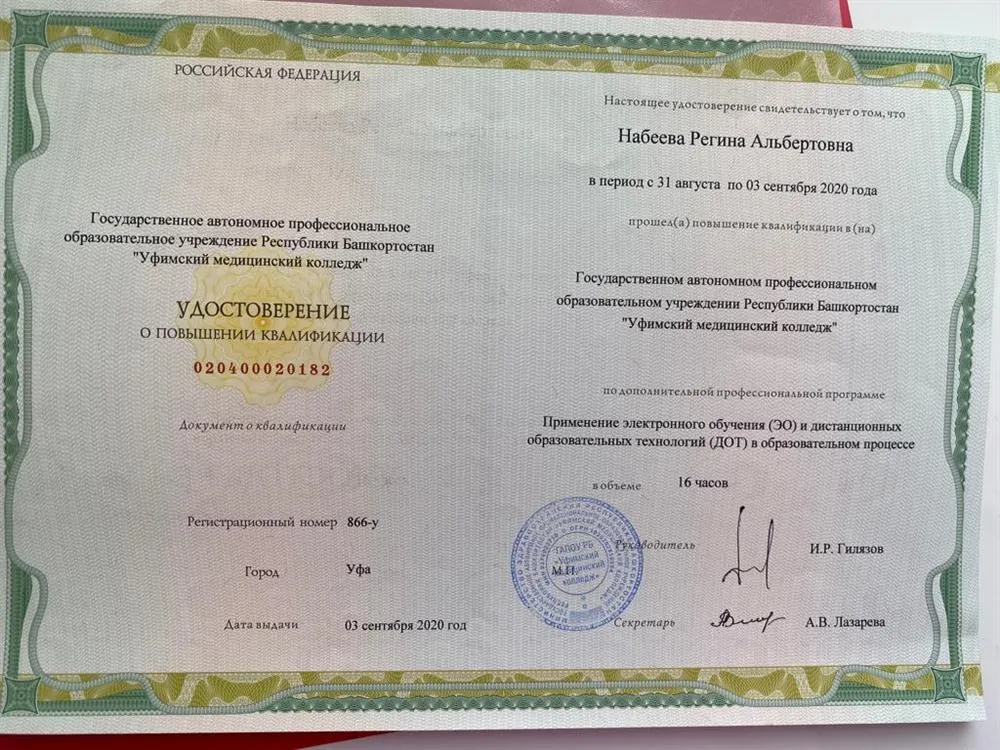 РОССИЙСКАЯ ФЕДЕРАЦИЯ
Государственное автономное профессиональное
образовательное учреждение Республики Башкортостан
"Уфимский медицинский колледж"
УДОСТОВЕРЕНИЕ
О ПОВЫШЕНИИ КВАЛИФИКАЦИИ
020400020182
Документ о квалификации
Регистрационный номер 866-у
Город Уфа
Дата выдачи 03 сентября 2020 год
Настоящее удостоверение свидетельствует о том, что
Набеева Регина Альбертовна
в период с 31 августа по 03 сентября 2020 года
прошел(а) повышение квалификации в (на)
Государственном автономном профессиональном
образовательном учреждении Республики Башкортостан
"Уфимский медицинский колледж"
по дополнительной профессиональной программе
Применение электронного обучения (ЭО) и дистанционных
образовательных технологий (ДОТ) в образовательном процессе
в объеме 16 часов
Руководитель И.Р. Гилязов
М.П.
Секретарь А.В. Лазарева
ГАПОУ РБ
«Уфимский
медицинский
колледж»